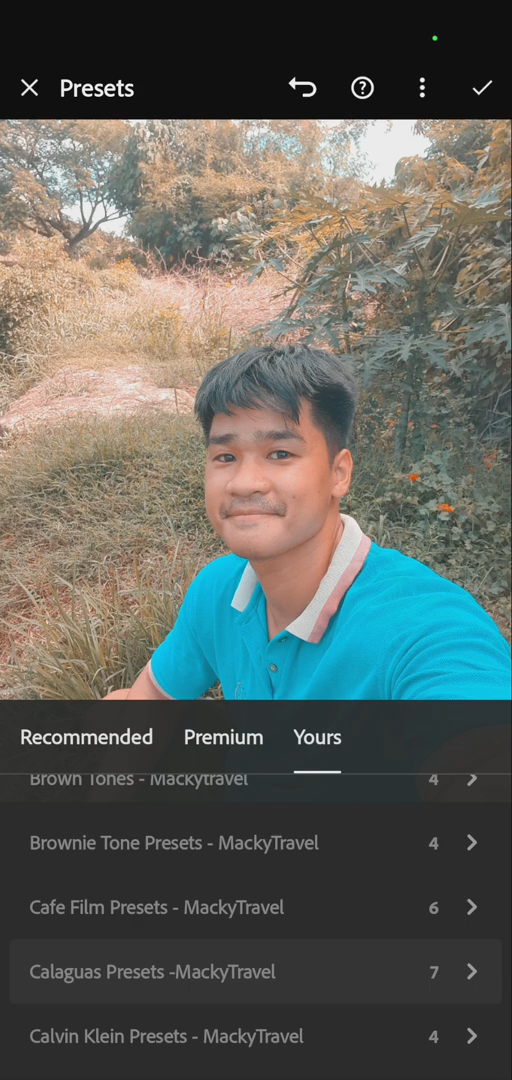 Presets
Recommended Premium Yours
Brown Tones - Mackytravel 4
Brownie Tone Presets - MackyTravel 4
Cafe Film Presets - MackyTravel 6
Calaguas Presets -MackyTravel 7
Calvin Klein Presets - MackyTravel 4